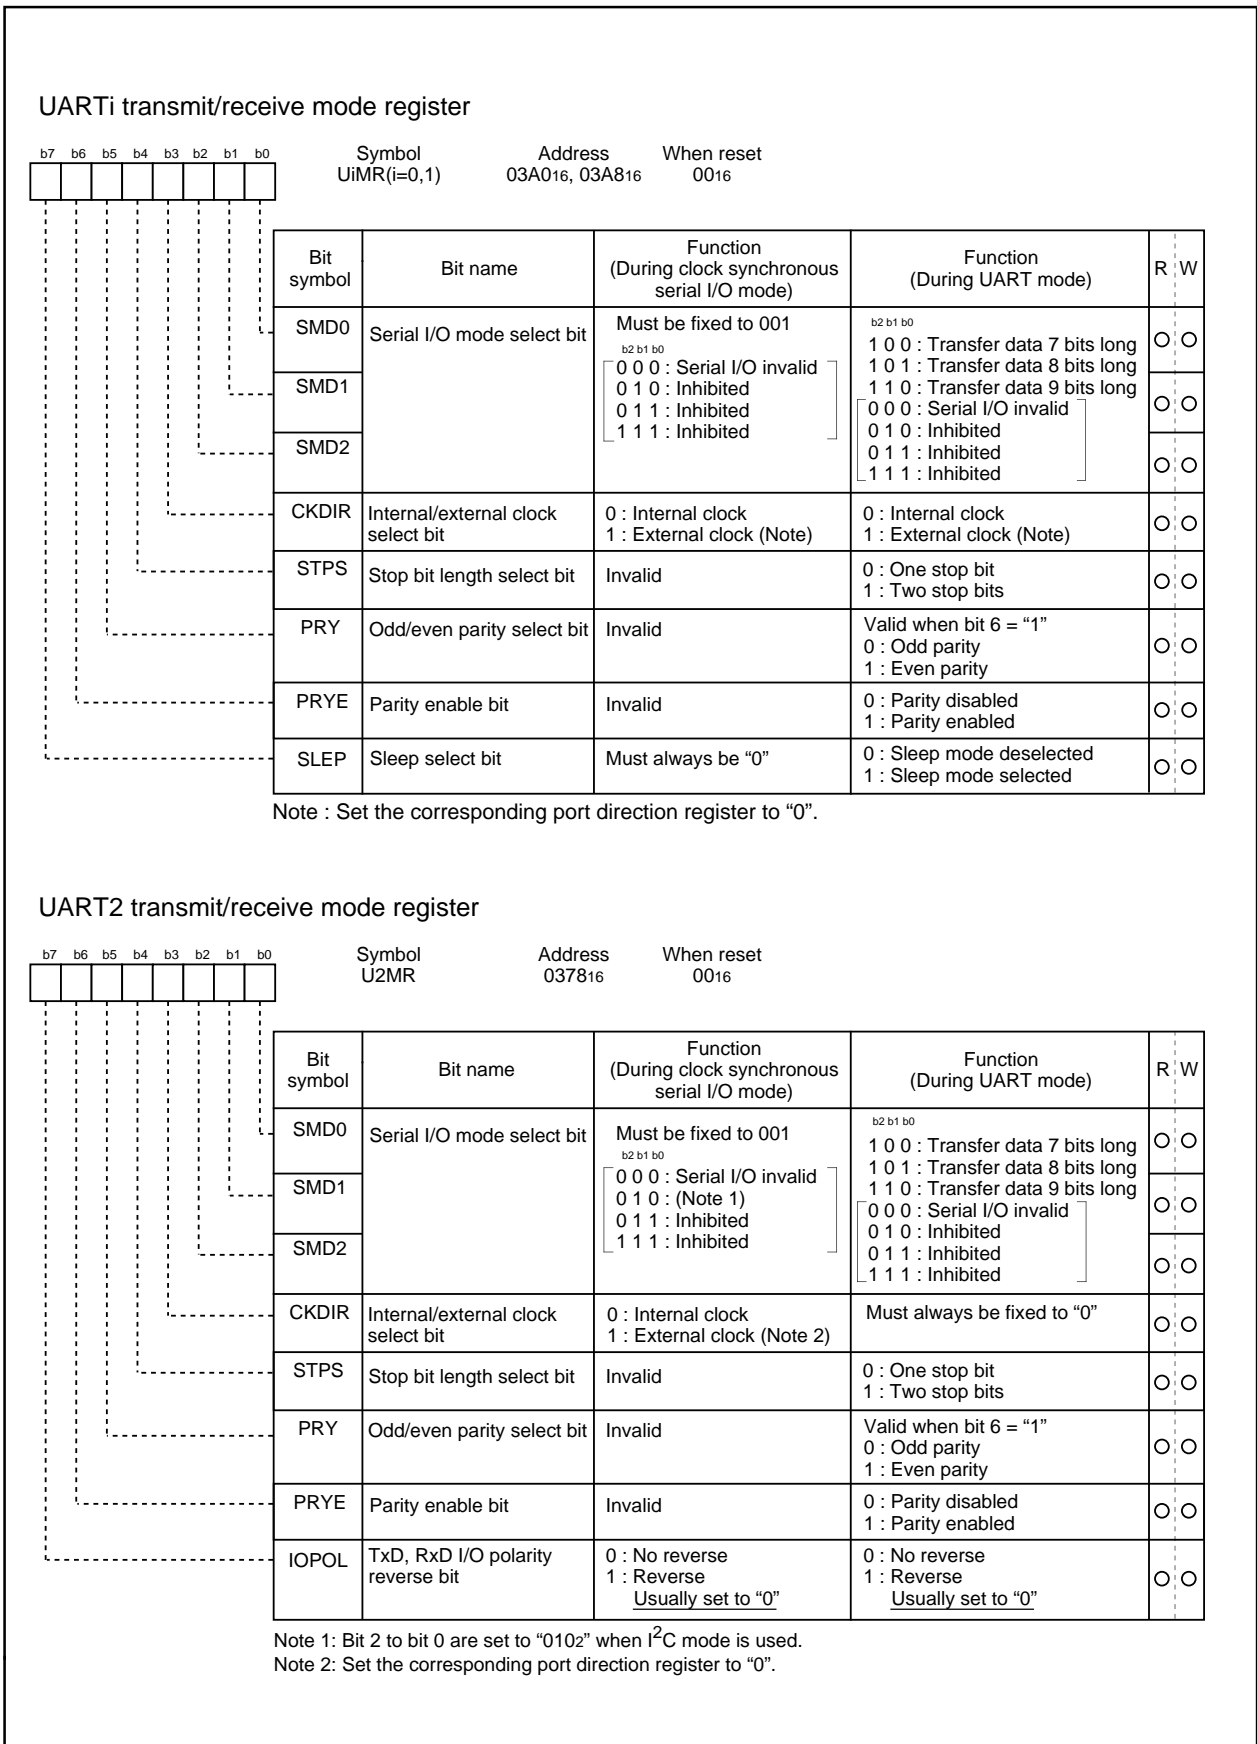 UARTi transmit/receive mode register
b7 b6 b5 b4 b3 b2 b1 b0
Symbol Address When reset
UiMR(i=0,1) 03A016, 03A816 0016
Bit symbol Bit name Function (During clock synchronous serial I/O mode) Function (During UART mode) R W
SMD0 Serial I/O mode select bit
SMD1
SMD2
Must be fixed to 001
b2 b1 b0
0 0 0 : Serial I/O invalid
0 1 0 : Inhibited
0 1 1 : Inhibited
1 1 1 : Inhibited
b2 b1 b0
1 0 0 : Transfer data 7 bits long
1 0 1 : Transfer data 8 bits long
1 1 0 : Transfer data 9 bits long
0 0 0 : Serial I/O invalid
0 1 0 : Inhibited
0 1 1 : Inhibited
1 1 1 : Inhibited
CKDIR
Internal/external clock
select bit
0 : Internal clock
1 : External clock (Note)
0 : Internal clock
1 : External clock (Note)
STPS
Stop bit length select bit
Invalid
0 : One stop bit
1 : Two stop bits
PRY
Odd/even parity select bit
Invalid
Valid when bit 6 = “1”
0 : Odd parity
1 : Even parity
PRYE
Parity enable bit
Invalid
0 : Parity disabled
1 : Parity enabled
SLEP
Sleep select bit
Must always be “0”
0 : Sleep mode deselected
1 : Sleep mode selected
Note : Set the corresponding port direction register to “0”.
UART2 transmit/receive mode register
b7 b6 b5 b4 b3 b2 b1 b0
Symbol Address When reset
U2MR 037816 0016
Bit symbol Bit name Function (During clock synchronous serial I/O mode) Function (During UART mode) R W
SMD0 Serial I/O mode select bit
SMD1
SMD2
Must be fixed to 001
b2 b1 b0
0 0 0 : Serial I/O invalid
0 1 0 : (Note 1)
0 1 1 : Inhibited
1 1 1 : Inhibited
b2 b1 b0
1 0 0 : Transfer data 7 bits long
1 0 1 : Transfer data 8 bits long
1 1 0 : Transfer data 9 bits long
0 0 0 : Serial I/O invalid
0 1 0 : Inhibited
0 1 1 : Inhibited
1 1 1 : Inhibited
CKDIR
Internal/external clock
select bit
0 : Internal clock
1 : External clock (Note 2)
Must always be fixed to “0”
STPS
Stop bit length select bit
Invalid
0 : One stop bit
1 : Two stop bits
PRY
Odd/even parity select bit
Invalid
Valid when bit 6 = “1”
0 : Odd parity
1 : Even parity
PRYE
Parity enable bit
Invalid
0 : Parity disabled
1 : Parity enabled
IOPOL
TxD, RxD I/O polarity
reverse bit
0 : No reverse
1 : Reverse
Usually set to “0”
0 : No reverse
1 : Reverse
Usually set to “0”
Note 1: Bit 2 to bit 0 are set to “0102” when I2C mode is used.
Note 2: Set the corresponding port direction register to “0”.